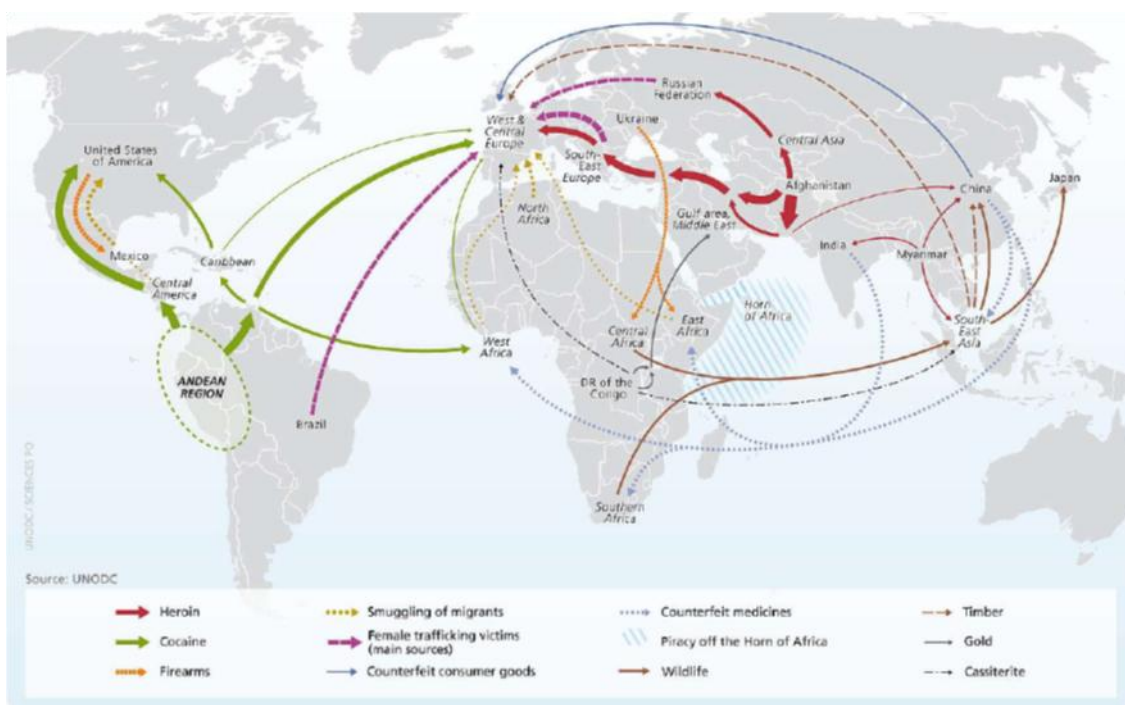 Russian
Federation
West &
Central
Europe
Ukraine
United States
of America
Central Asia
South-
East
Europe
Afghanistan
China
Japan
North
Africa
Gulf area,
Middle East
Mexico
Caribbean
India
Myanmar
Central
America
Horn
of Africa
West
Africa
Central
Africa
East
Africa
South-
East
Asia
ANDEAN
REGION
DR of the
Congo
Brazil
Southern
Africa
UNODC / SCIENCES PO
Source: UNODC
Heroin
Smuggling of migrants
Counterfeit medicines
Timber
Cocaine
Female trafficking victims
(main sources)
Piracy off the Horn of Africa
Gold
Firearms
Counterfeit consumer goods
Wildlife
Cassiterite